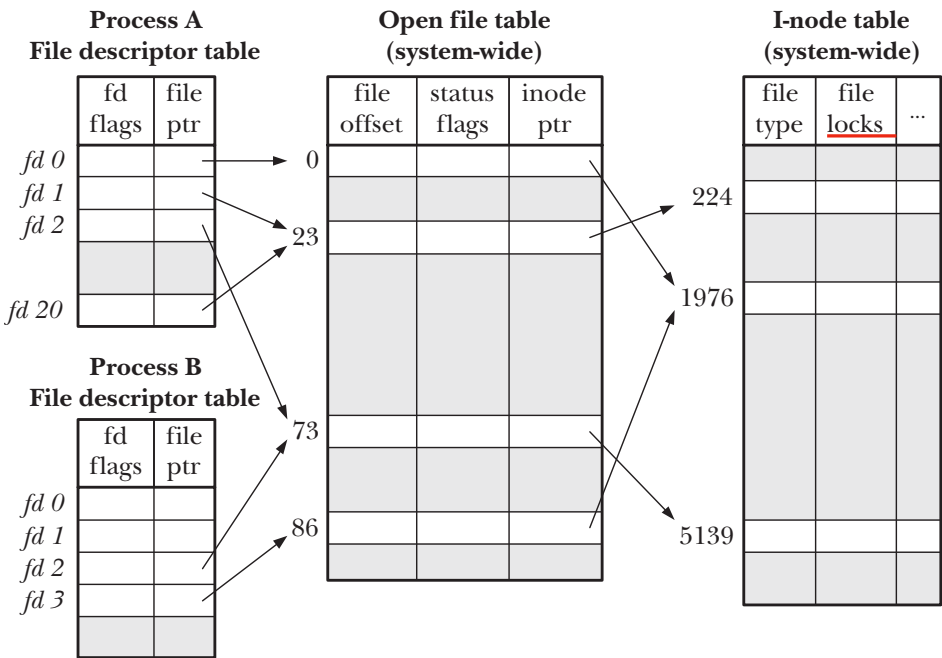 Process A
File descriptor table
fd
flags
file
ptr
fd 0
fd 1
fd 2
fd 20
Process B
File descriptor table
fd
flags
file
ptr
fd 0
fd 1
fd 2
fd 3
Open file table
(system-wide)
file
offset
status
flags
inode
ptr
0
23
73
86
I-node table
(system-wide)
file
type
file
locks
...
224
1976
5139